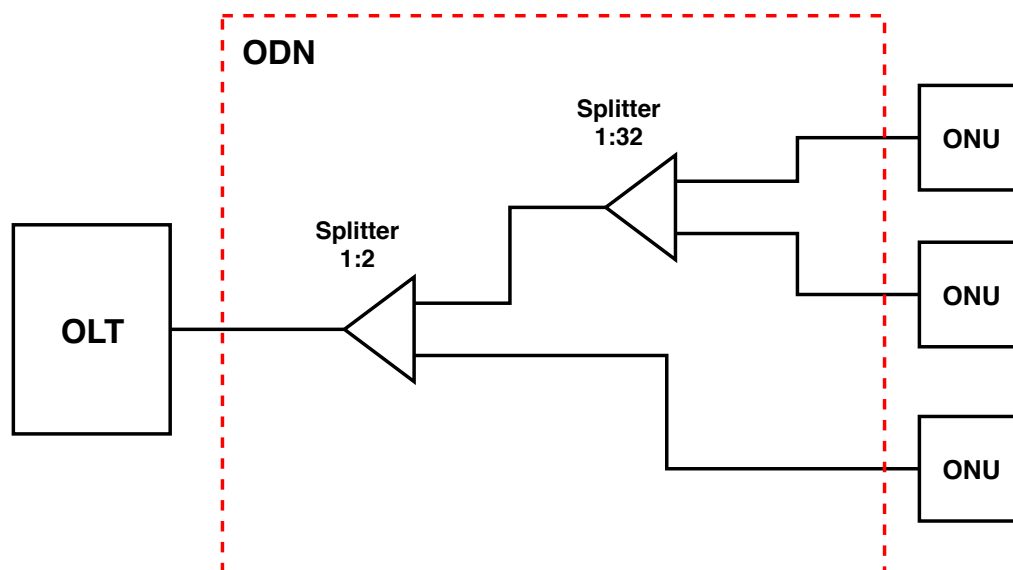 ODN
Splitter
1:32
ONU
Splitter
1:2
OLT
ONU
ONU